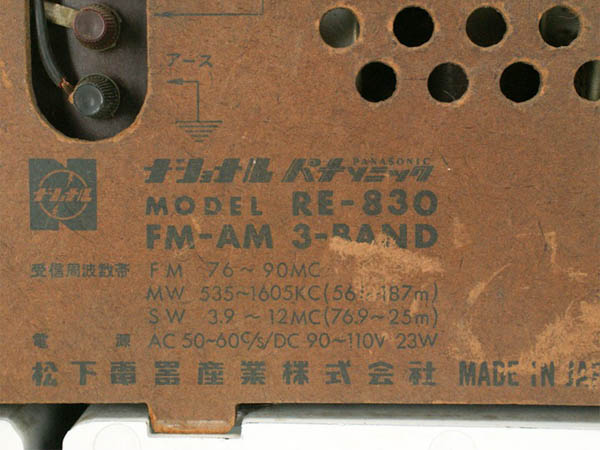 アース
N
ナショナル
ナショナル パナソニック
PANASONIC
MODEL RE-830
FM-AM 3-BAND
受信周波数帯 FM 76~90MC
MW 535~1605KC(561~187m)
SW 3.9~12MC(76.9~25m)
電源 AC 50~60c/s/DC 90~110V 23W
松下電器産業株式会社 MADE IN JAP